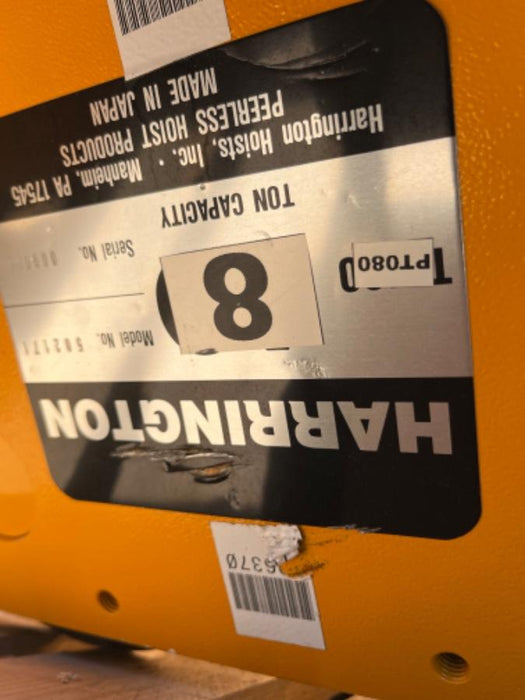 HARRINGTON
Model No. 502171
PT080
8
TON CAPACITY
Serial No.
Harrington Hoists, Inc. • Manheim, PA 17545
PEERLESS HOIST PRODUCTS
MADE IN JAPAN